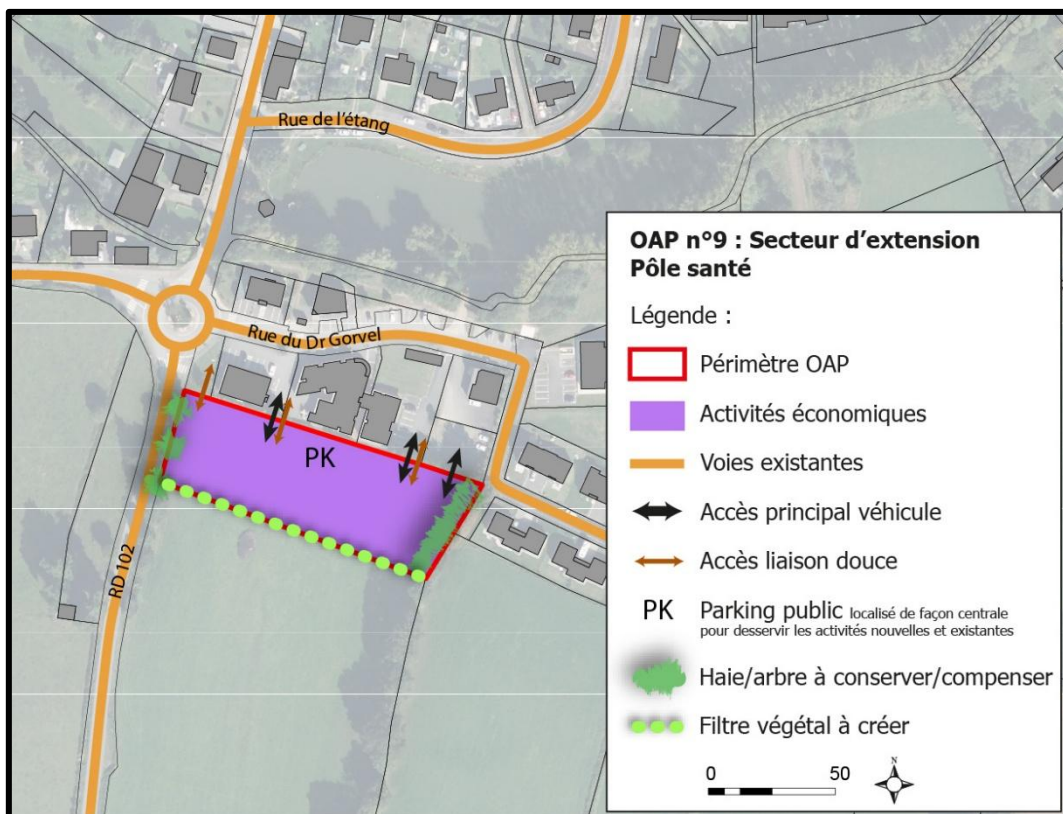 Rue de l'étang
Rue du Dr Gorvel
PK
RD 102
OAP n°9 : Secteur d'extension
Pôle santé
Légende :
Périmètre OAP
Activités économiques
Voies existantes
Accès principal véhicule
Accès liaison douce
PK Parking public localisé de façon centrale
pour desservir les activités nouvelles et existantes
Haie/arbre à conserver/compenser
Filtre végétal à créer
0 50
N